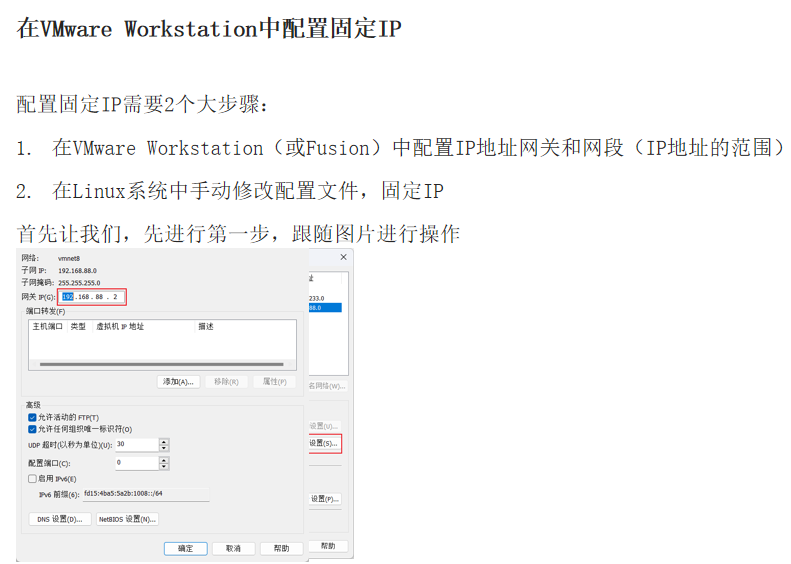 在VMware Workstation中配置固定IP
配置固定IP需要2个大步骤：
1. 在VMware Workstation（或Fusion）中配置IP地址网关和网段（IP地址的范围）
2. 在Linux系统中手动修改配置文件，固定IP
首先让我们，先进行第一步，跟随图片进行操作
网络: vmnet8
子网 IP: 192.168.88.0
子网掩码: 255.255.255.0
网关 IP(G): 192.168.88.2
端口转发(F)
主机端口 类型 虚拟机 IP 地址 描述
添加(A)... 移除(R) 属性(P)
高级
允许活动的 FTP(T)
允许任何组织唯一标识符(O)
UDP 超时(以秒为单位)(U): 30
配置端口(C): 0
启用 IPv6(E)
IPv6 前缀(6): fd15:4ba5:5a2b:1008::/64
DNS 设置(D)... NetBIOS 设置(N)...
确定 取消 帮助
址
233.0
88.0
名网络(W)...
设置(U)...
设置(S)...
设置(P)...
帮助